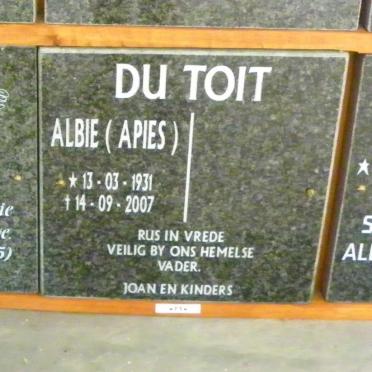 DU TOIT
ALBIE ( APIES )
★ 13 - 03 - 1931
† 14 - 09 - 2007
RUS IN VREDE
VEILIG BY ONS HEMELSE
VADER.
JOAN EN KINDERS